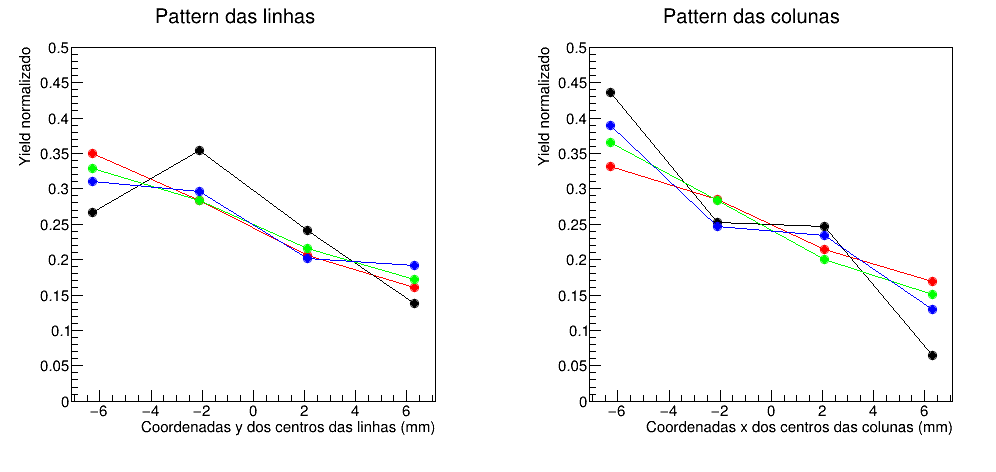 Pattern das linhas
Yield normalizado
0.5
0.45
0.4
0.35
0.3
0.25
0.2
0.15
0.1
0.05
0
−6 −4 −2 0 2 4 6
Coordenadas y dos centros das linhas (mm)
Pattern das colunas
Yield normalizado
0.5
0.45
0.4
0.35
0.3
0.25
0.2
0.15
0.1
0.05
0
−6 −4 −2 0 2 4 6
Coordenadas x dos centros das colunas (mm)